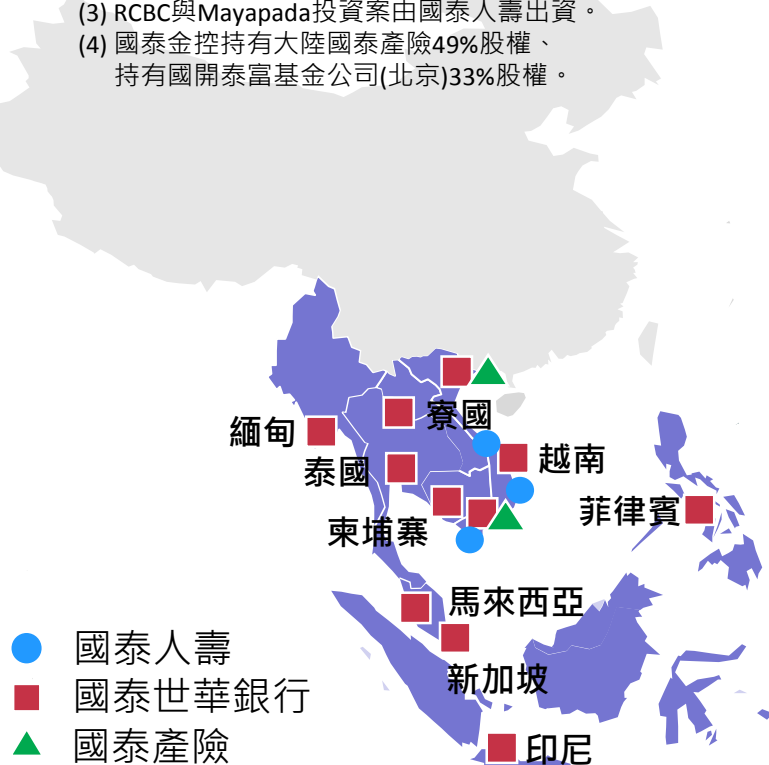 (3) RCBC與Mayapada投資案由國泰人壽出資。
(4) 國泰金控持有大陸國泰產險49%股權、
持有國開泰富基金公司(北京)33%股權。
寮國
緬甸
越南
泰國
菲律賓
柬埔寨
馬來西亞
國泰人壽
新加坡
國泰世華銀行
國泰產險
印尼